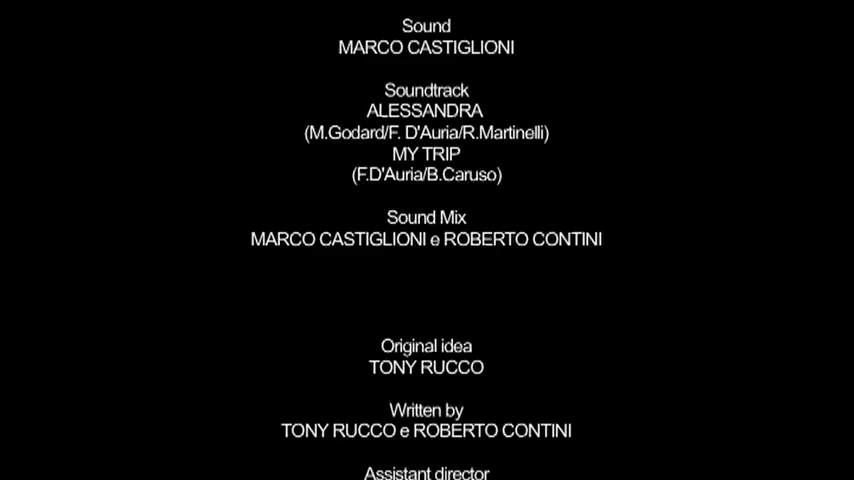 Sound
MARCO CASTIGLIONI
Soundtrack
ALESSANDRA
(M.Godard/F. D'Auria/R.Martinelli)
MY TRIP
(F.D'Auria/B.Caruso)
Sound Mix
MARCO CASTIGLIONI e ROBERTO CONTINI
Original idea
TONY RUCCO
Written by
TONY RUCCO e ROBERTO CONTINI
Assistant director